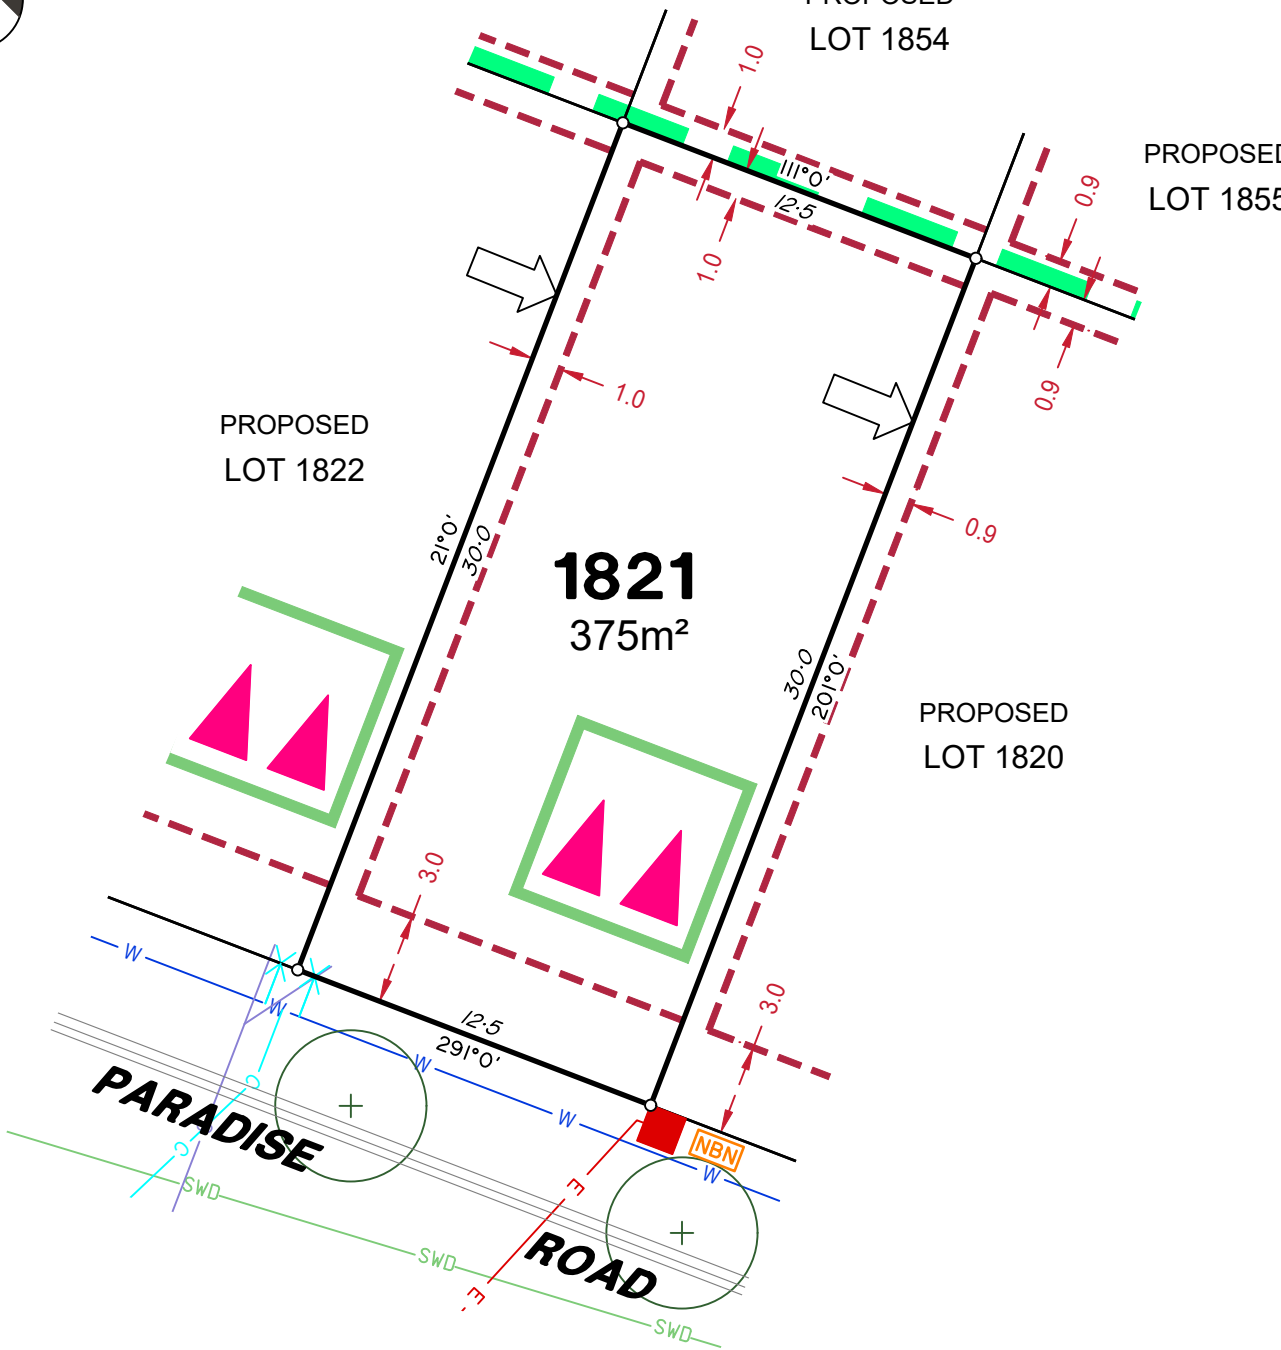 PROPOSED
LOT 1854
1.0
PROPOSED
LOT 1855
111°0'
12·5
0.9
1.0
1.0
0.9
PROPOSED
LOT 1822
21°0'
30·0
0.9
1821
375m²
30·0
201°0'
PROPOSED
LOT 1820
3.0
3.0
W
W
12·5
291°0'
W
W
W
C
C
PARADISE
NBN
E
E
SWD
ROAD
SWD
SWD